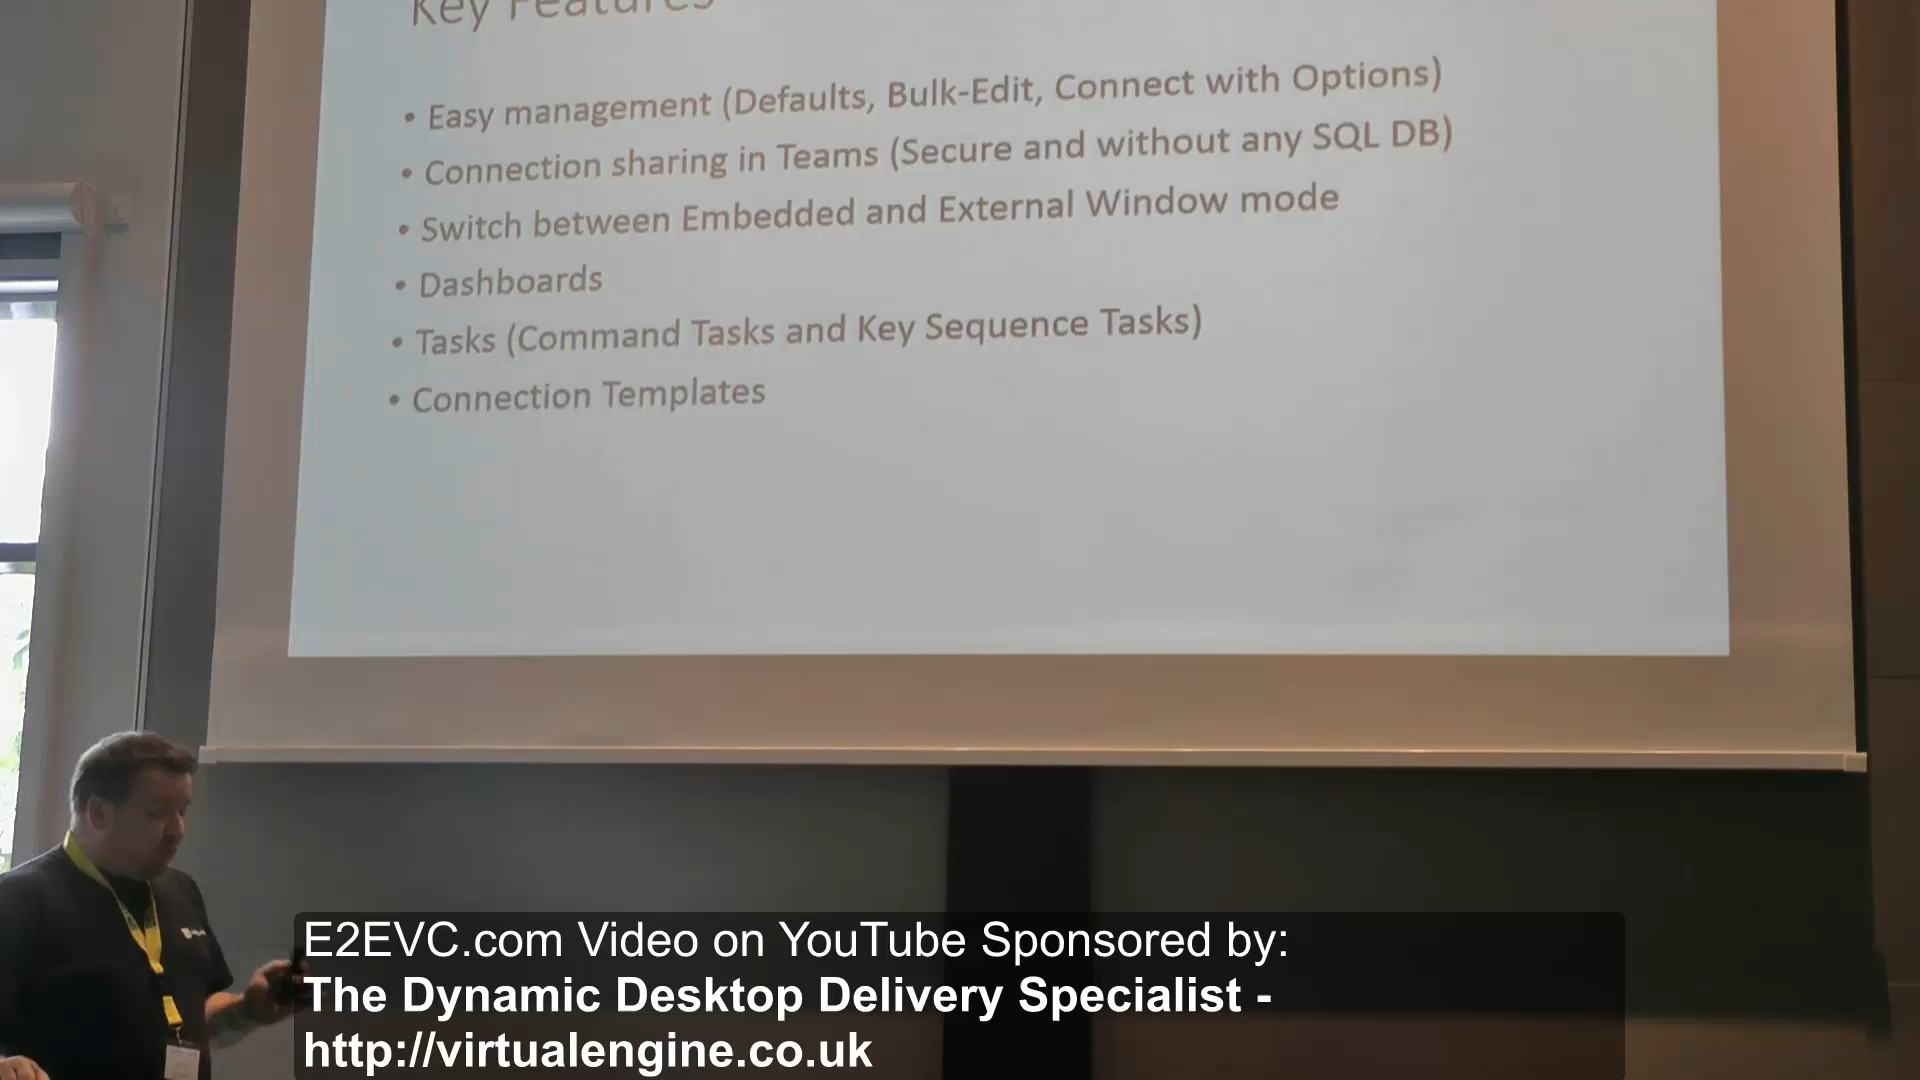 Key Features
• Easy management (Defaults, Bulk-Edit, Connect with Options)
• Connection sharing in Teams (Secure and without any SQL DB)
• Switch between Embedded and External Window mode
• Dashboards
• Tasks (Command Tasks and Key Sequence Tasks)
• Connection Templates
E2EVC.com Video on YouTube Sponsored by:
The Dynamic Desktop Delivery Specialist -
http://virtualengine.co.uk